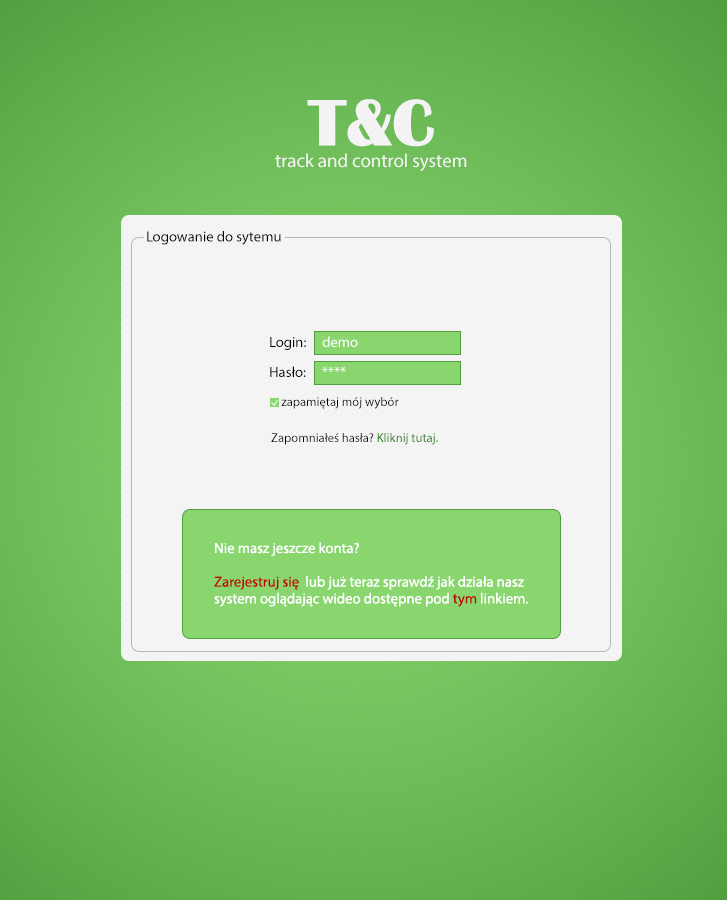 T&C
track and control system
Logowanie do sytemu
Login: demo
Hasło: ****
zapamiętaj mój wybór
Zapomniałeś hasła? Kliknij tutaj.
Nie masz jeszcze konta?
Zarejestruj się lub już teraz sprawdź jak działa nasz
system oglądając wideo dostępne pod tym linkiem.